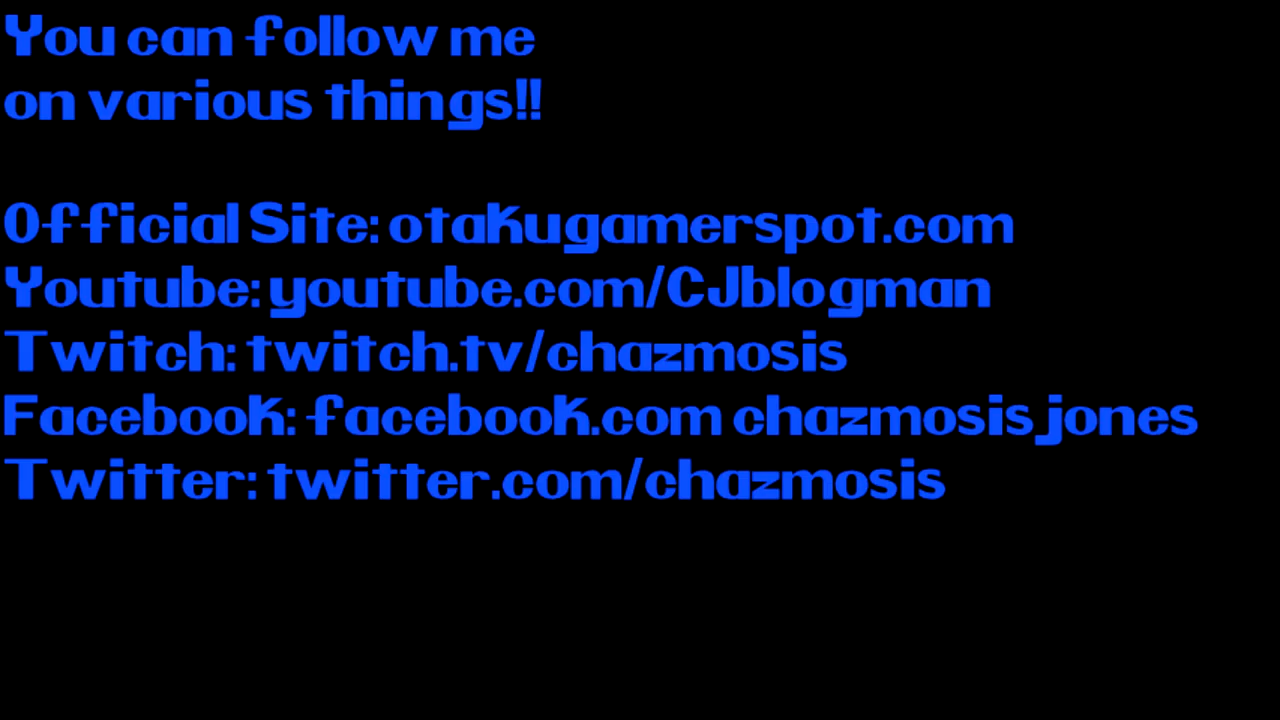 You can follow me
on various things!!
Official Site: otakugamerspot.com
Youtube: youtube.com/CJblogman
Twitch: twitch.tv/chazmosis
Facebook: facebook.com chazmosis jones
Twitter: twitter.com/chazmosis